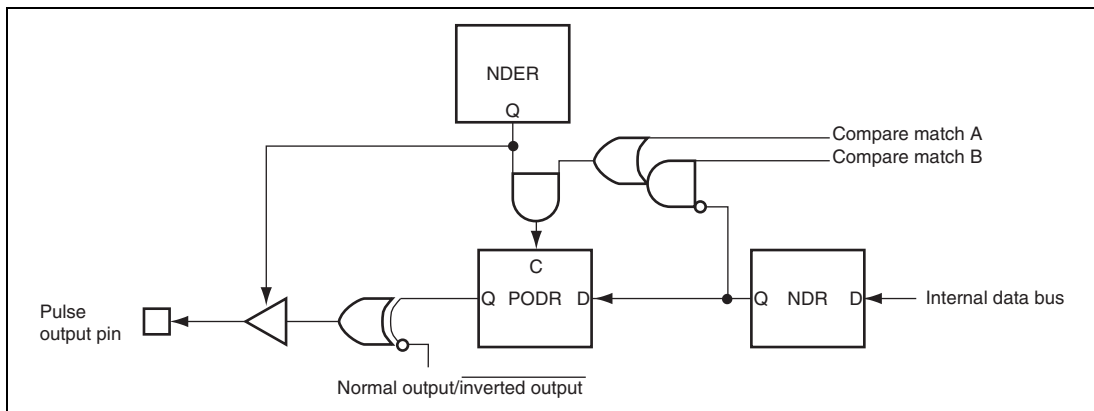 NDER
Q
Compare match A
Compare match B
C
Q PODR D
Q NDR D
Internal data bus
Pulse
output pin
Normal output/inverted output